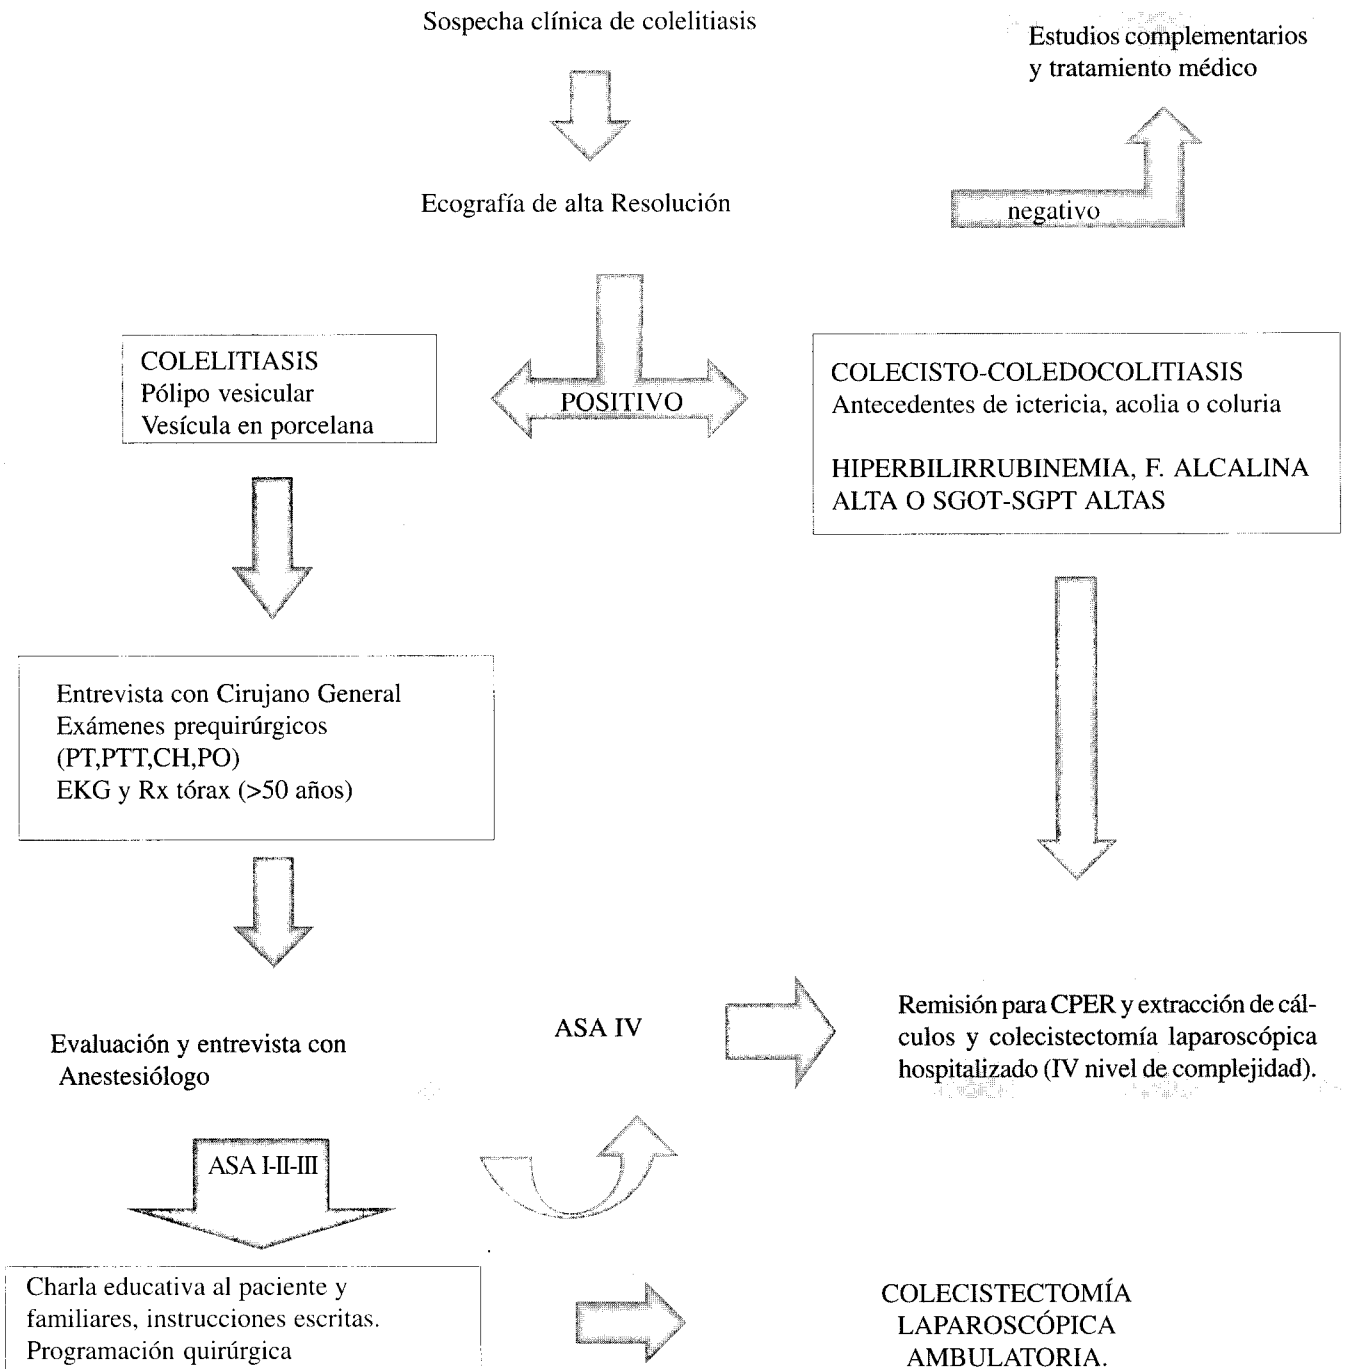 Sospecha clínica de colelitiasis
Estudios complementarios
y tratamiento médico
Ecografía de alta Resolución
negativo
COLELITIASIS
Pólipo vesicular
Vesícula en porcelana
POSITIVO
COLECISTO-COLEDOCOLITIASIS
Antecedentes de ictericia, acolia o coluria
HIPERBILIRRUBINEMIA, F. ALCALINA
ALTA O SGOT-SGPT ALTAS
Entrevista con Cirujano General
Exámenes prequirúrgicos
(PT,PTT,CH,PO)
EKG y Rx tórax (>50 años)
Evaluación y entrevista con
Anestesiólogo
ASA IV
Remisión para CPER y extracción de cál-
culos y colecistectomía laparoscópica
hospitalizado (IV nivel de complejidad).
ASA I-II-III
Charla educativa al paciente y
familiares, instrucciones escritas.
Programación quirúrgica
COLECISTECTOMÍA
LAPAROSCÓPICA
AMBULATORIA.